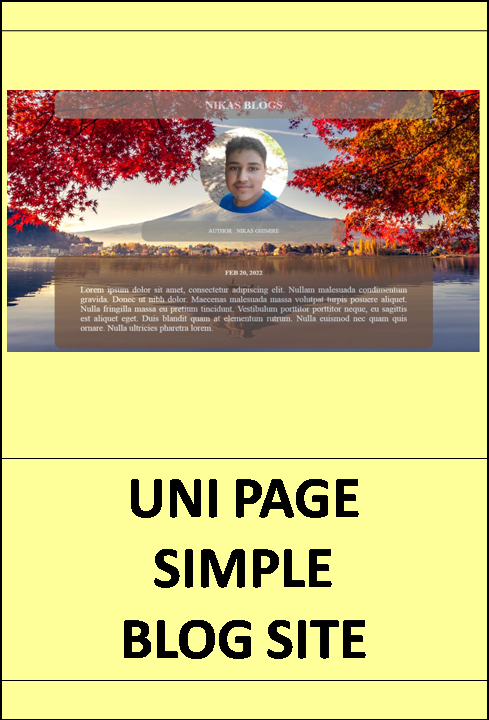 NIKAS BLOGS
AUTHOR : NIKAS GHIMIRE
FEB 20, 2022
Lorem ipsum dolor sit amet, consectetur adipiscing elit. Nullam malesuada condimentum
gravida. Donec ut nibh dolor. Maecenas malesuada massa volutpat turpis posuere aliquet.
Nulla fringilla massa eu pretium tincidunt. Vestibulum porttitor porttitor neque, eu sagittis
est aliquet eget. Duis blandit quam at elementum rutrum. Nulla euismod nec quam quis
ornare. Nulla ultricies pharetra lorem.
UNI PAGE
SIMPLE
BLOG SITE